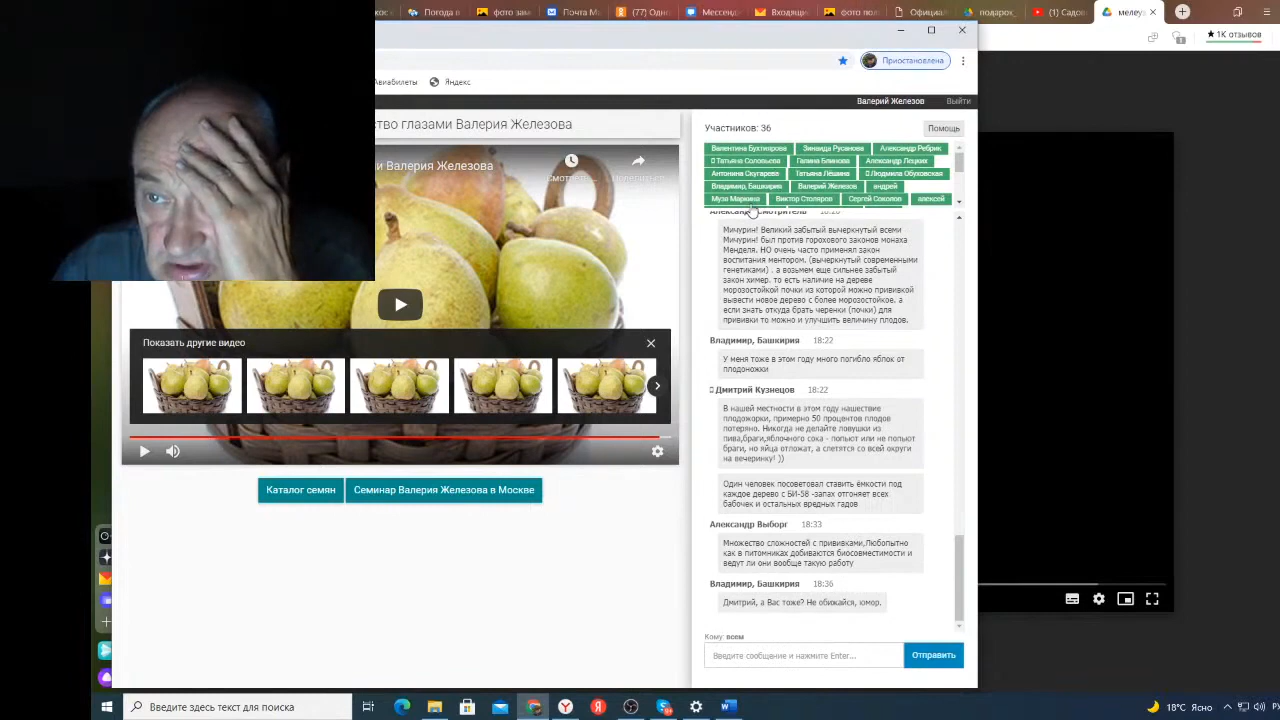 Погода в
фото зам
Почта М
(77) Одно
Мессенд
Входящи
фото пол
Официал
подарок_
(1) Садов
мелеуз
1K отзывов
Приостановлена
Авиабилеты
Яндекс
Валерий Железов
Выйти
ство глазами Валерия Железова
Участников: 36
Помощь
и Валерия Железова
Валентина Бухтиярова
Зинаида Русанова
Александр Ребрик
Татьяна Соловьева
Галина Блинова
Александр Лецких
Антонина Скугарева
Татьяна Лёшина
Людмила Обуховская
Владимир, Башкирия
Валерий Железов
андрей
Муза Маркина
Виктор Столяров
Сергей Соколов
алексей
Мичурин! Великий забытый вычеркнутый всеми
Мичурин! был против горохового законов монаха
Менделя. НО очень часто применял закон
воспитания ментором. (вычеркнутый современными
генетиками) . а возьмем еще сильнее забытый
закон химер. то есть наличие на дереве
морозостойкой почки из которой можно прививкой
вывести новое дерево с более морозостойкое. а
если знать откуда брать черенки (почки) для
прививки то можно и улучшить величину плодов.
Владимир, Башкирия 18:22
У меня тоже в этом году много погибло яблок от
плодоножки
Дмитрий Кузнецов 18:22
В нашей местности в этом году нашествие
плодожорки, примерно 50 процентов плодов
потеряно. Никогда не делайте ловушки из
пива,браги,яблочного сока - попьют или не попьют
браги, но яйца отложат, а слетятся со всей округи
на вечеринку! ))
Один человек посоветовал ставить ёмкости под
каждое дерево с БИ-58 -запах отгоняет всех
бабочек и остальных вредных гадов
Александр Выборг 18:33
Множество сложностей с прививками,Любопытно
как в питомниках добиваются биосовместимости и
ведут ли они вообще такую работу
Владимир, Башкирия 18:36
Дмитрий, а Вас тоже? Не обижайся, юмор.
Показать другие видео
Каталог семян
Семинар Валерия Железова в Москве
Кому: всем
Введите сообщение и нажмите Enter...
Отправить
Введите здесь текст для поиска
18°C Ясно